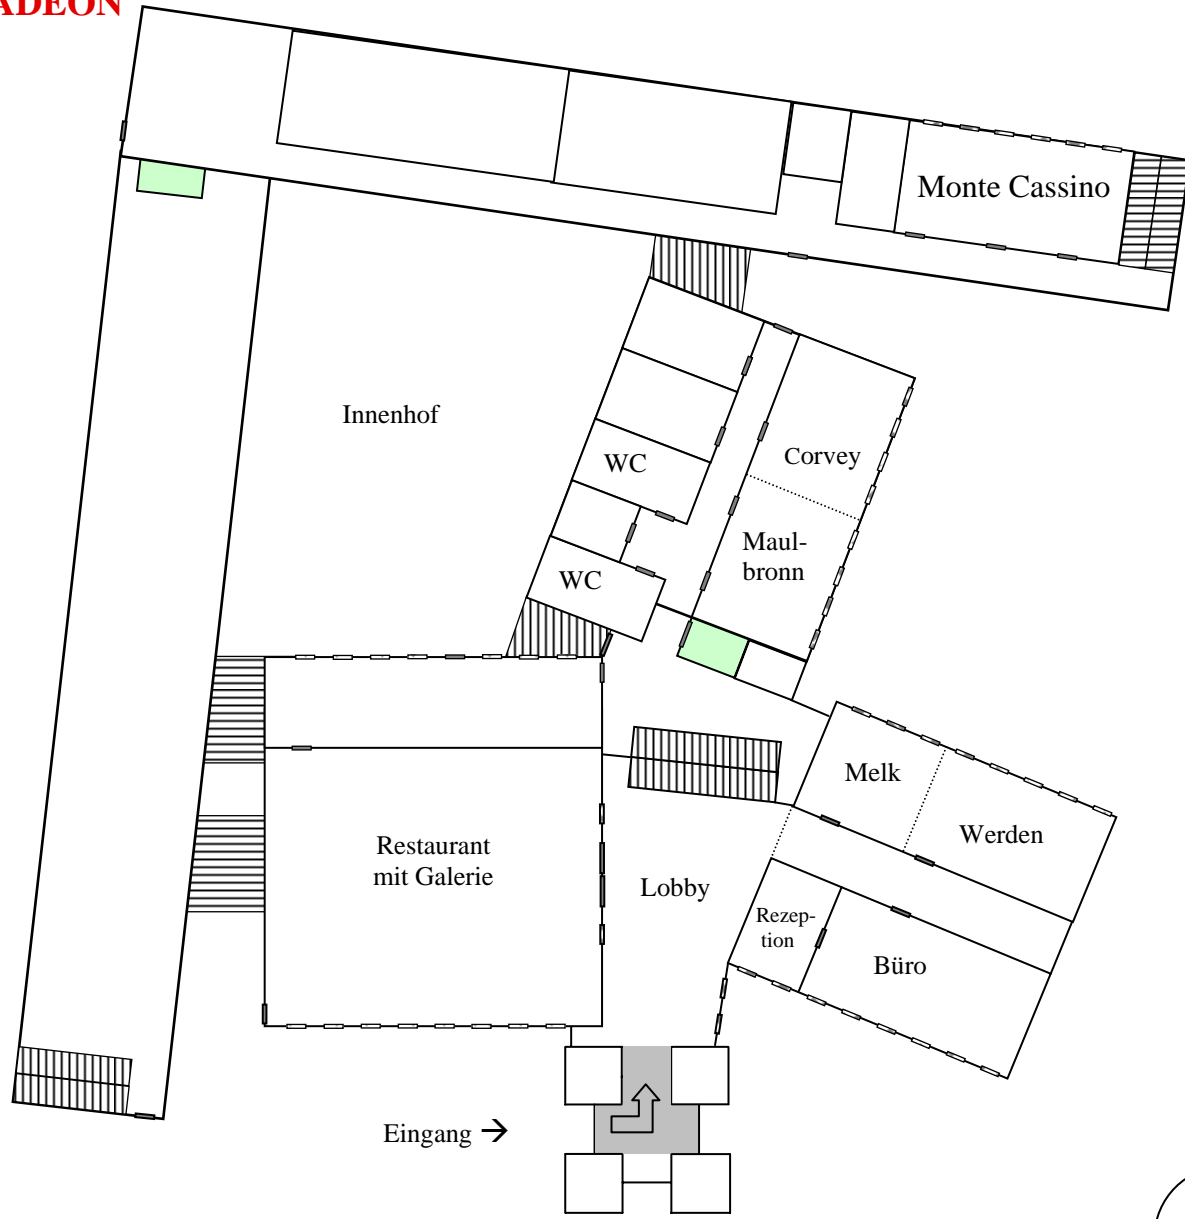 ADEON
Monte Cassino
Innenhof
Corvey
WC
Maul-
bronn
WC
Melk
Werden
Restaurant
mit Galerie
Lobby
Rezep-
tion
Büro
Eingang →